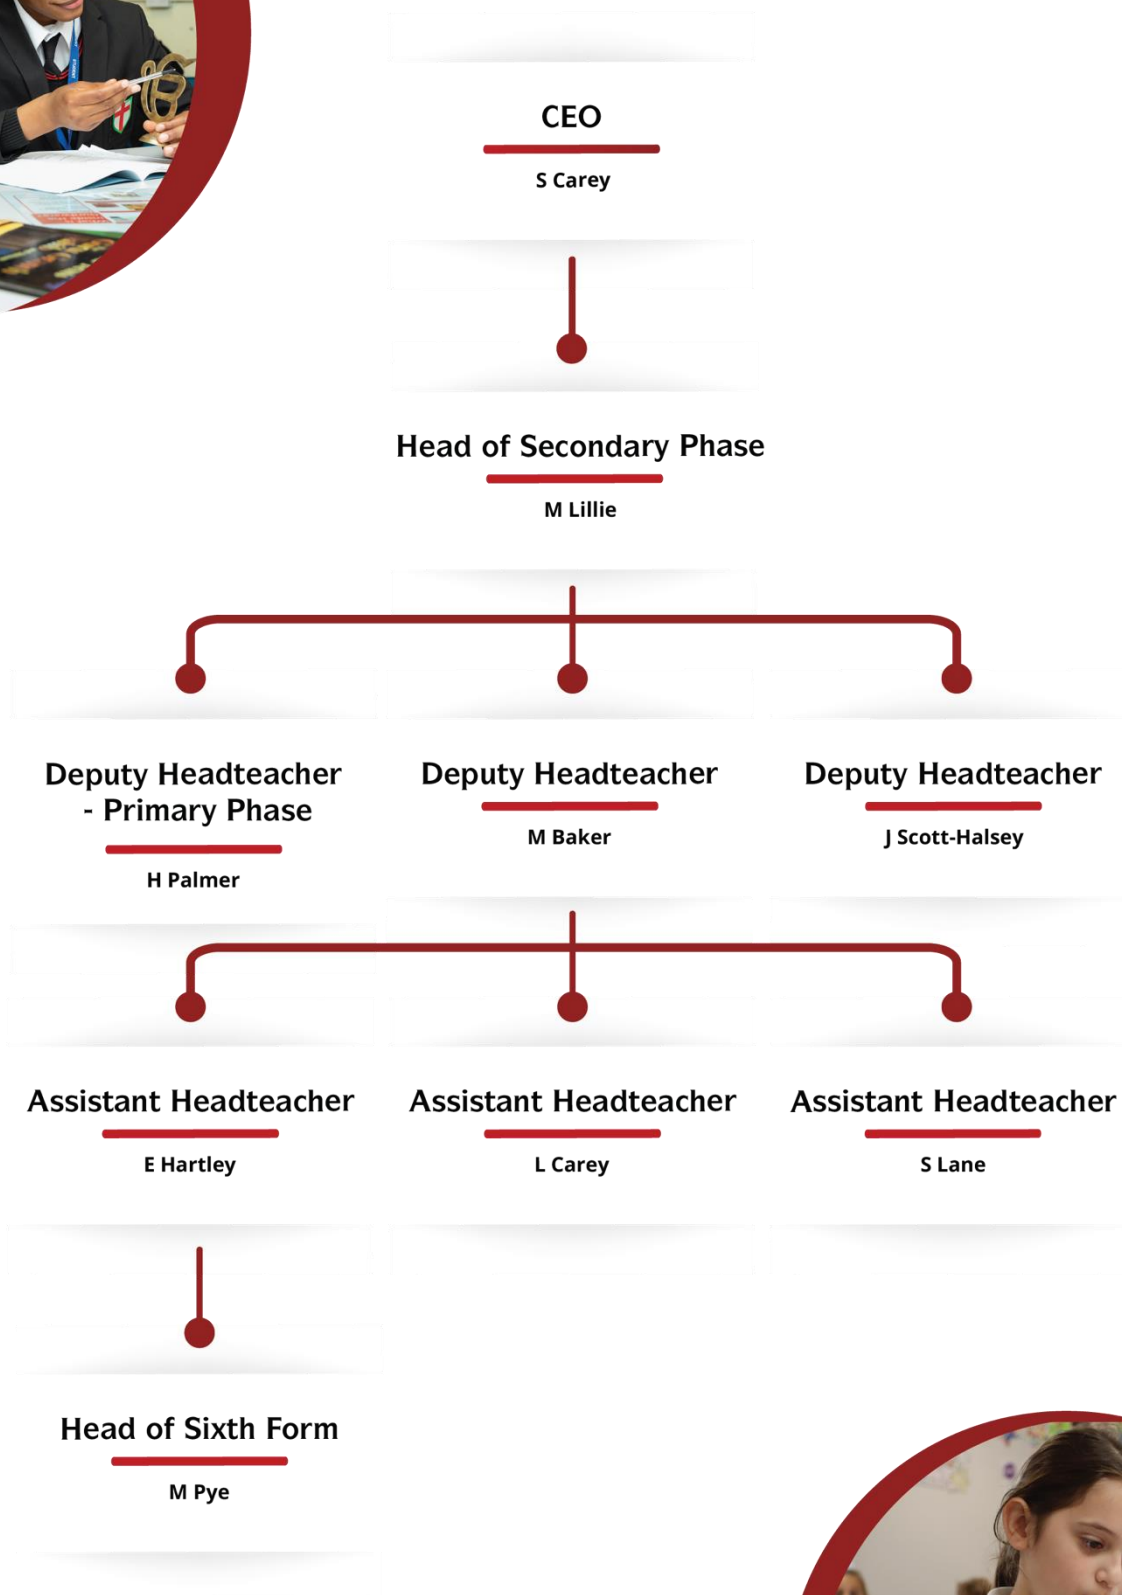 CEO
S Carey
Head of Secondary Phase
M Lillie
Deputy Headteacher
- Primary Phase
H Palmer
Deputy Headteacher
M Baker
Deputy Headteacher
J Scott-Halsey
Assistant Headteacher
E Hartley
Assistant Headteacher
L Carey
Assistant Headteacher
S Lane
Head of Sixth Form
M Pye